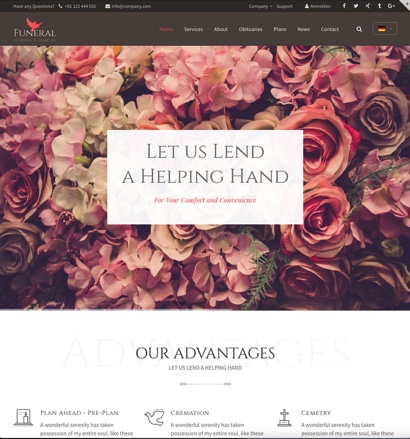 Have any Questions? +01 123 444 555 info@company.com Company Support Anmelden
FUNERAL
FUNERAL & CEMETRY
Home Services About Obituaries Plans News Contact
LET US LEND
A HELPING HAND
For Your Comfort and Convenience
ADVANTAGES
OUR ADVANTAGES
LET US LEND A HELPING HAND
PLAN AHEAD - PRE-PLAN
A wonderful serenity has taken
possession of my entire soul, like these
CREMATION
A wonderful serenity has taken
possession of my entire soul, like these
CEMETRY
A wonderful serenity has taken
possession of my entire soul, like these